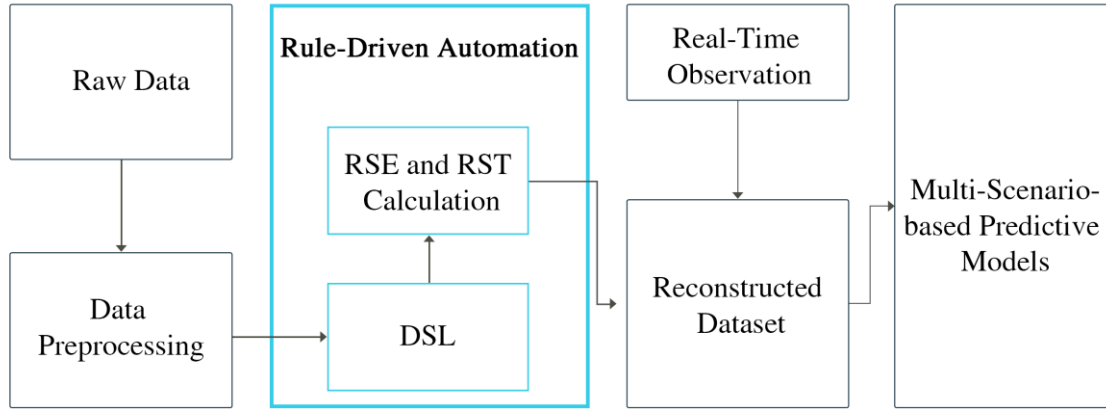 Raw Data
Data
Preprocessing
Rule-Driven Automation
RSE and RST
Calculation
DSL
Real-Time
Observation
Reconstructed
Dataset
Multi-Scenario-
based Predictive
Models